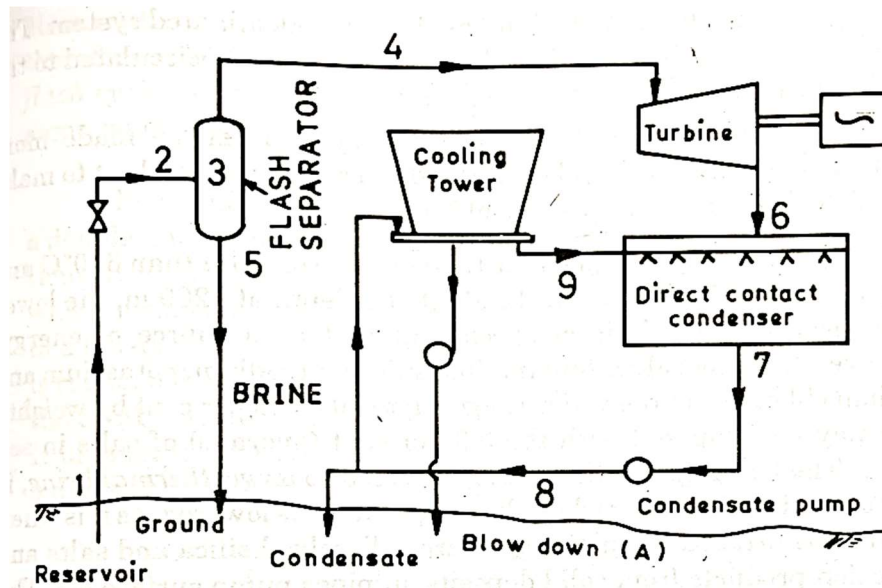 4
Turbine
Cooling
Tower
2
3
FLASH
SEPARATOR
5
6
9
Direct contact
condenser
7
BRINE
1
8
Condensate pump
Ground
Condensate
Blow down (A)
Reservoir